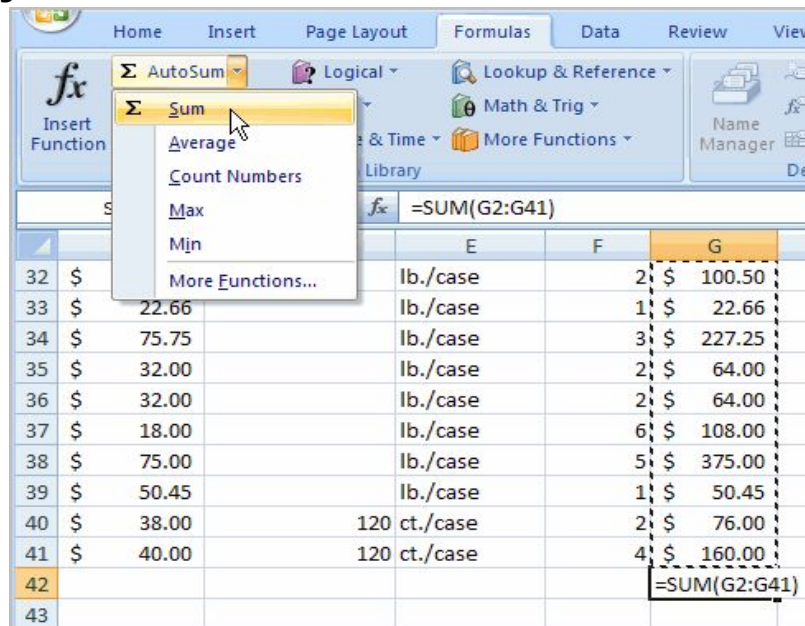 Home Insert Page Layout Formulas Data Review View
fx Σ AutoSum Logical Lookup & Reference
Σ Sum Math & Trig
Insert Function Average & Time More Functions Name Manager
Count Numbers Library
Max fx =SUM(G2:G41)
Min E F G
More Functions...
32 $ lb./case 2 $ 100.50
33 $ 22.66 lb./case 1 $ 22.66
34 $ 75.75 lb./case 3 $ 227.25
35 $ 32.00 lb./case 2 $ 64.00
36 $ 32.00 lb./case 2 $ 64.00
37 $ 18.00 lb./case 6 $ 108.00
38 $ 75.00 lb./case 5 $ 375.00
39 $ 50.45 lb./case 1 $ 50.45
40 $ 38.00 120 ct./case 2 $ 76.00
41 $ 40.00 120 ct./case 4 $ 160.00
42 =SUM(G2:G41)
43